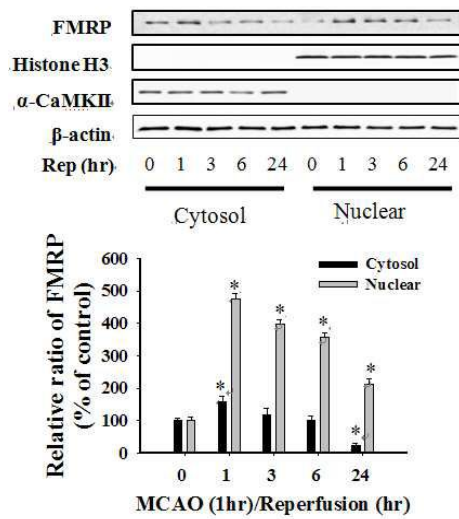 FMRP
Histone H3
α-CaMKII
β-actin
Rep (hr) 0 1 3 6 24 0 1 3 6 24
Cytosol Nuclear
Relative ratio of FMRP
(% of control)
600
500
400
300
200
100
0
Cytosol
Nuclear
* * * * * *
0 1 3 6 24
MCAO (1hr)/Reperfusion (hr)